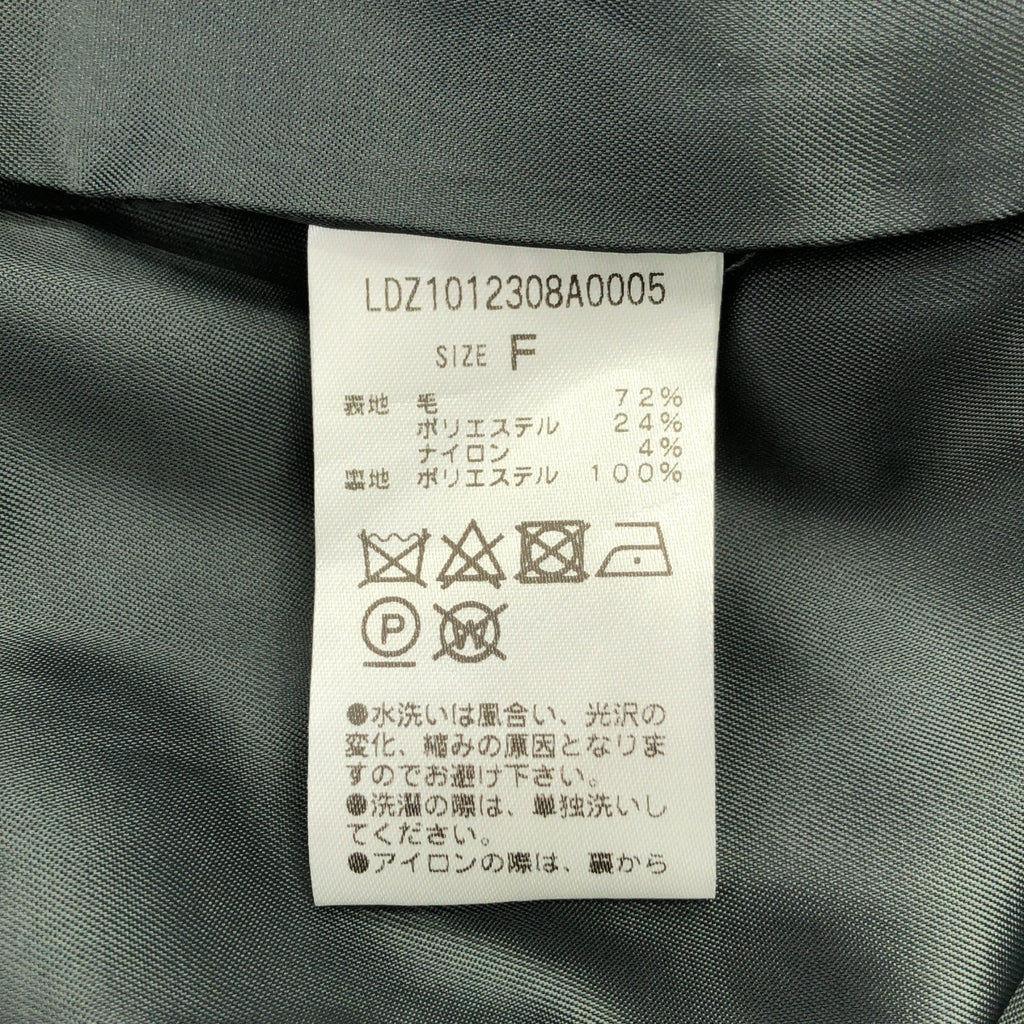 LDZ1012308A0005
SIZE F
表地 毛 72%
ポリエステル 24%
ナイロン 4%
裏地 ポリエステル 100%
P W
●水洗いは風合い、光沢の
変化、縮みの原因となりま
すのでお避け下さい。
●洗濯の際は、単独洗いし
てください。
●アイロンの際は、裏から